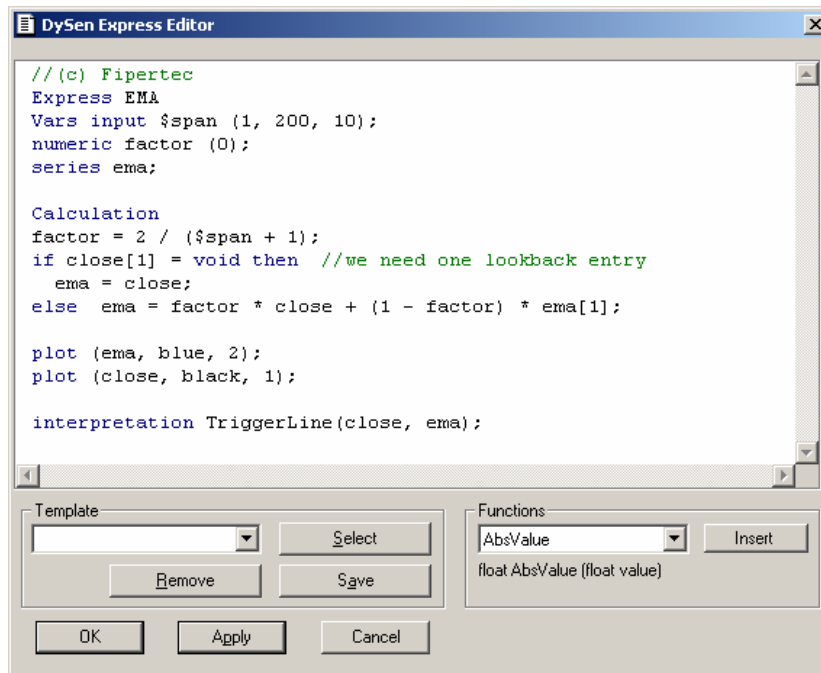 DySen Express Editor
//(c) Fipertec
Express EMA
Vars input $span (1, 200, 10);
numeric factor (0);
series ema;
Calculation
factor = 2 / ($span + 1);
if close[1] = void then  //we need one lookback entry
  ema = close;
else  ema = factor * close + (1 - factor) * ema[1];
plot (ema, blue, 2);
plot (close, black, 1);
interpretation TriggerLine(close, ema);
Template
Select
Remove
Save
Functions
AbsValue
Insert
float AbsValue (float value)
OK
Apply
Cancel